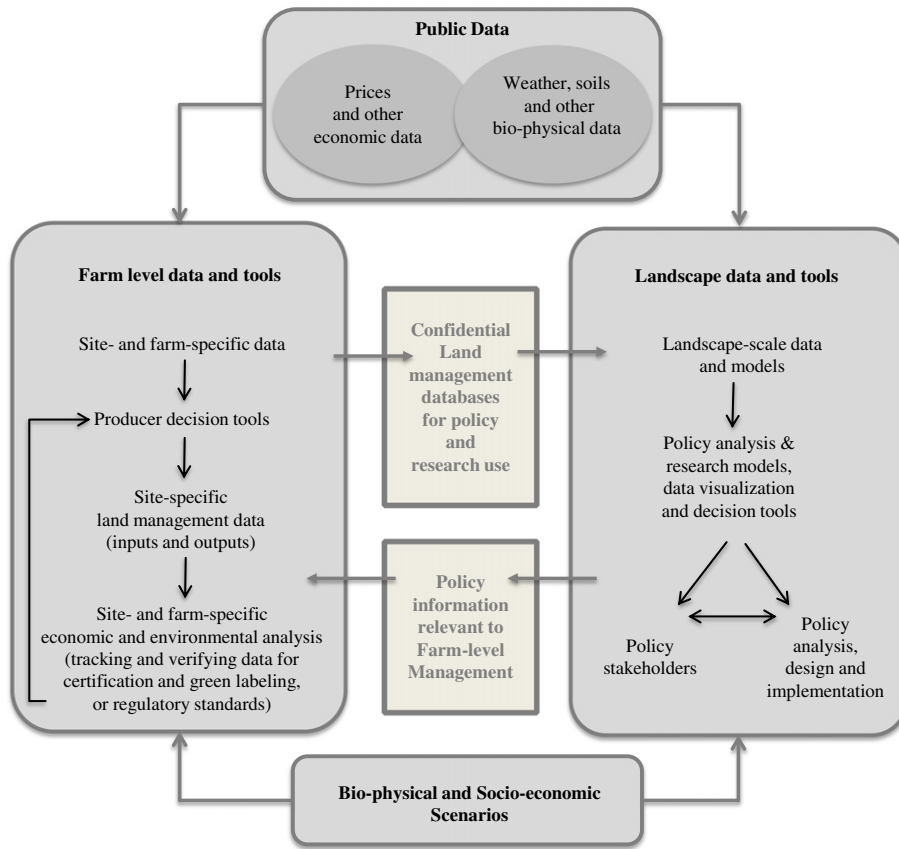 Public Data
Prices
and other
economic data
Weather, soils
and other
bio-physical data
Farm level data and tools
Site- and farm-specific data
Producer decision tools
Site-specific
land management data
(inputs and outputs)
Site- and farm-specific
economic and environmental analysis
(tracking and verifying data for
certification and green labeling,
or regulatory standards)
Confidential
Land
management
databases
for policy
and
research use
Policy
information
relevant to
Farm-level
Management
Landscape data and tools
Landscape-scale data
and models
Policy analysis &
research models,
data visualization
and decision tools
Policy
stakeholders
Policy
analysis,
design and
implementation
Bio-physical and Socio-economic
Scenarios